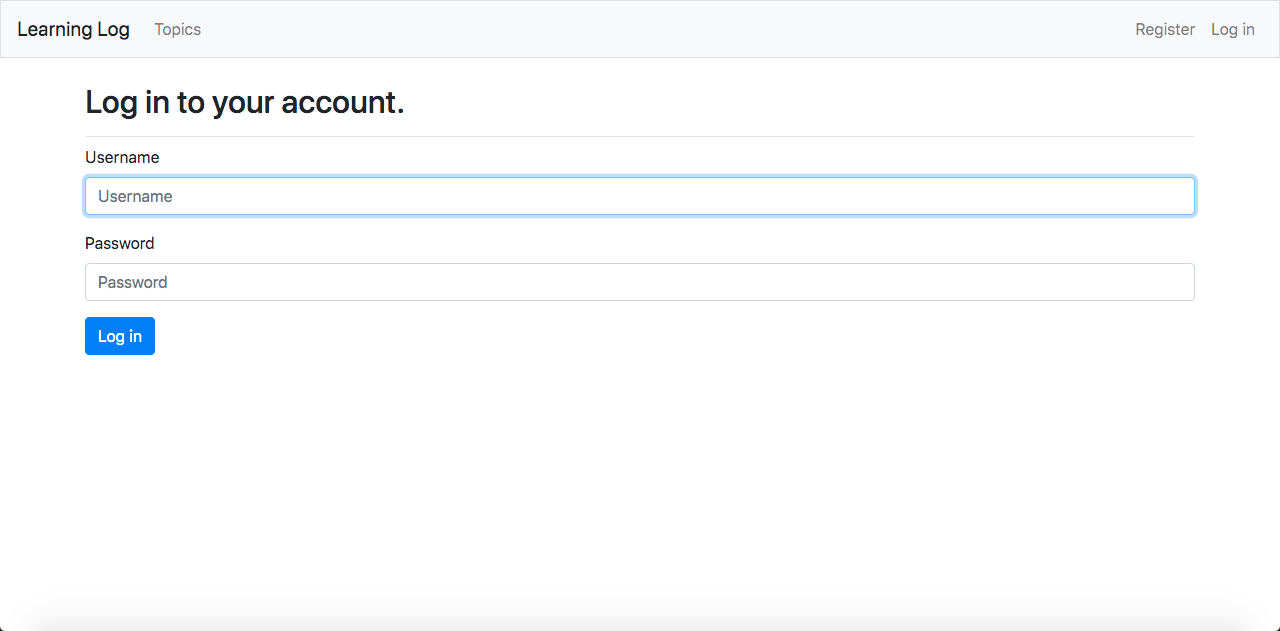 Learning Log Topics Register Log in
Log in to your account.
Username
Username
Password
Password
Log in